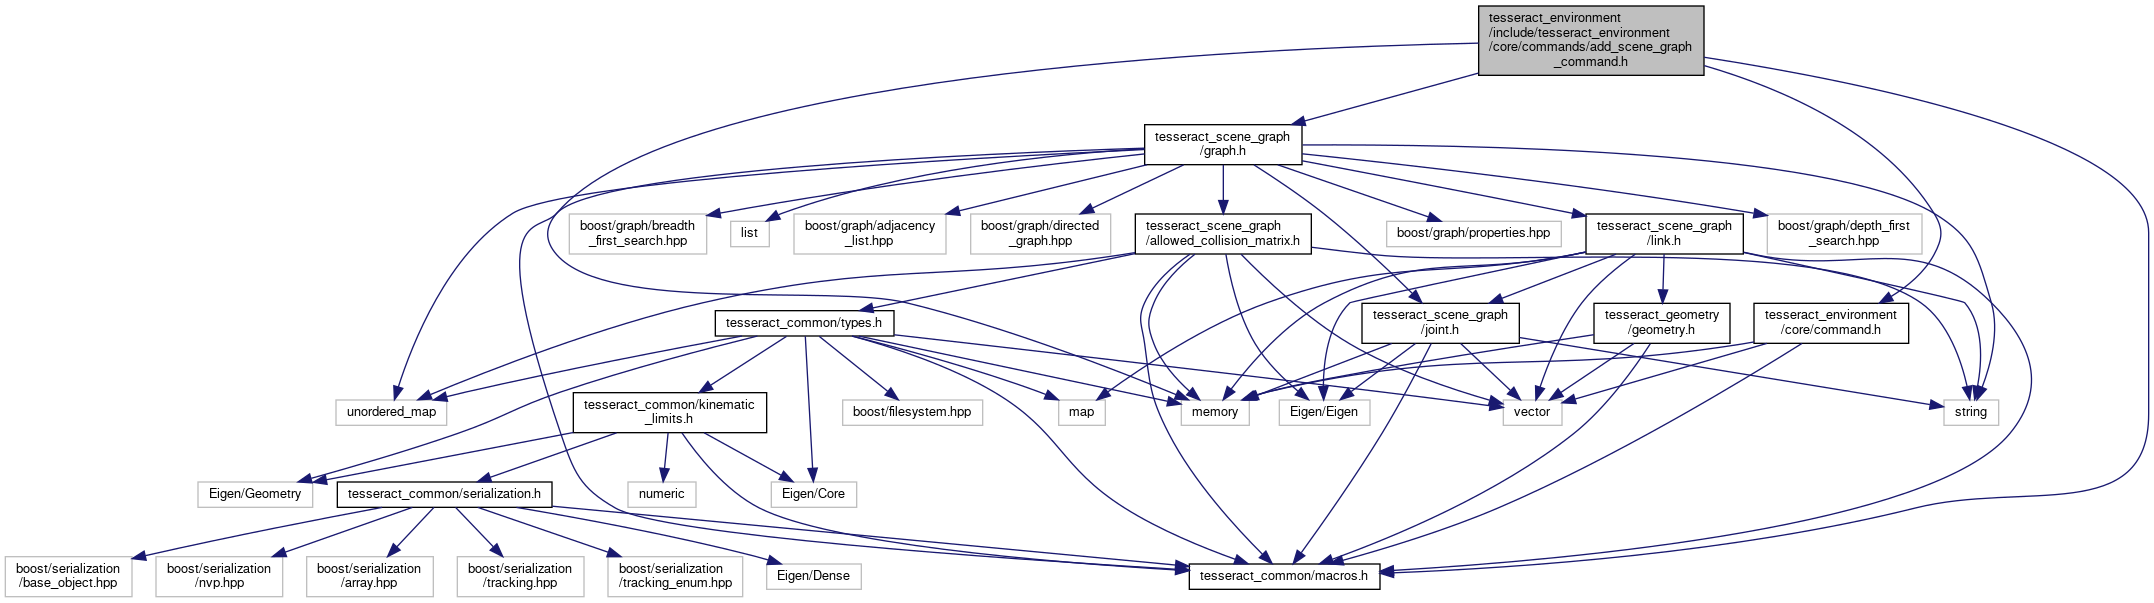 tesseract_environment
/include/tesseract_environment
/core/commands/add_scene_graph
_command.h
tesseract_scene_graph
/graph.h
boost/graph/breadth
_first_search.hpp
list
boost/graph/adjacency
_list.hpp
boost/graph/directed
_graph.hpp
tesseract_scene_graph
/allowed_collision_matrix.h
boost/graph/properties.hpp
tesseract_scene_graph
/link.h
boost/graph/depth_first
_search.hpp
tesseract_common/types.h
tesseract_scene_graph
/joint.h
tesseract_geometry
/geometry.h
tesseract_environment
/core/command.h
unordered_map
tesseract_common/kinematic
_limits.h
boost/filesystem.hpp
map
memory
Eigen/Eigen
vector
string
Eigen/Geometry
tesseract_common/serialization.h
numeric
Eigen/Core
boost/serialization
/base_object.hpp
boost/serialization
/nvp.hpp
boost/serialization
/array.hpp
boost/serialization
/tracking.hpp
boost/serialization
/tracking_enum.hpp
Eigen/Dense
tesseract_common/macros.h